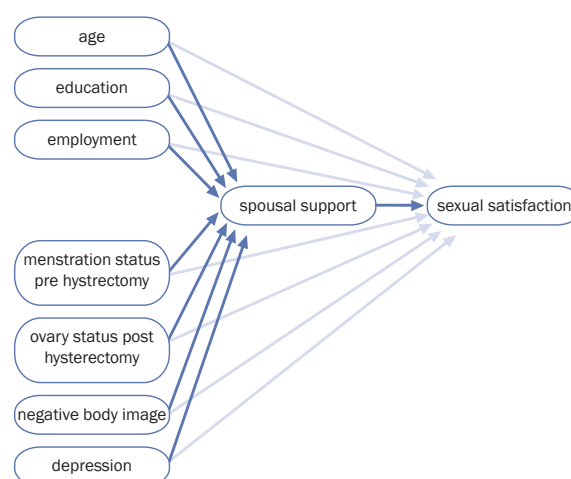 age
education
employment
spousal support
sexual satisfaction
menstration status
pre hystrectomy
ovary status post
hysterectomy
negative body image
depression